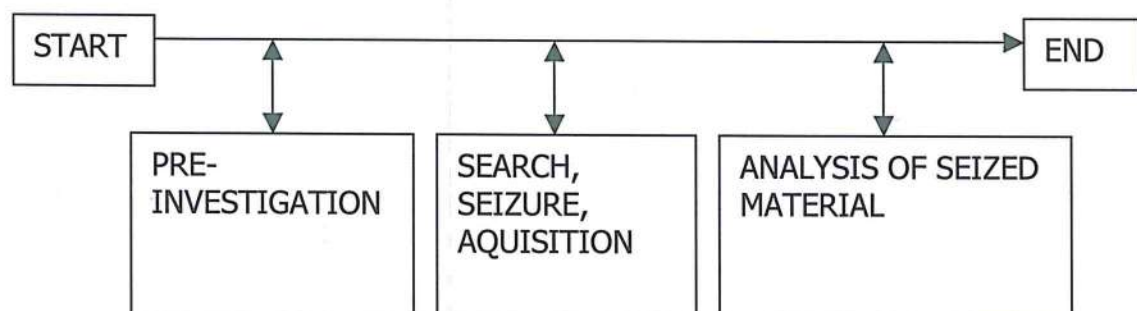 START
END
PRE-
INVESTIGATION
SEARCH,
SEIZURE,
AQUISITION
ANALYSIS OF SEIZED
MATERIAL